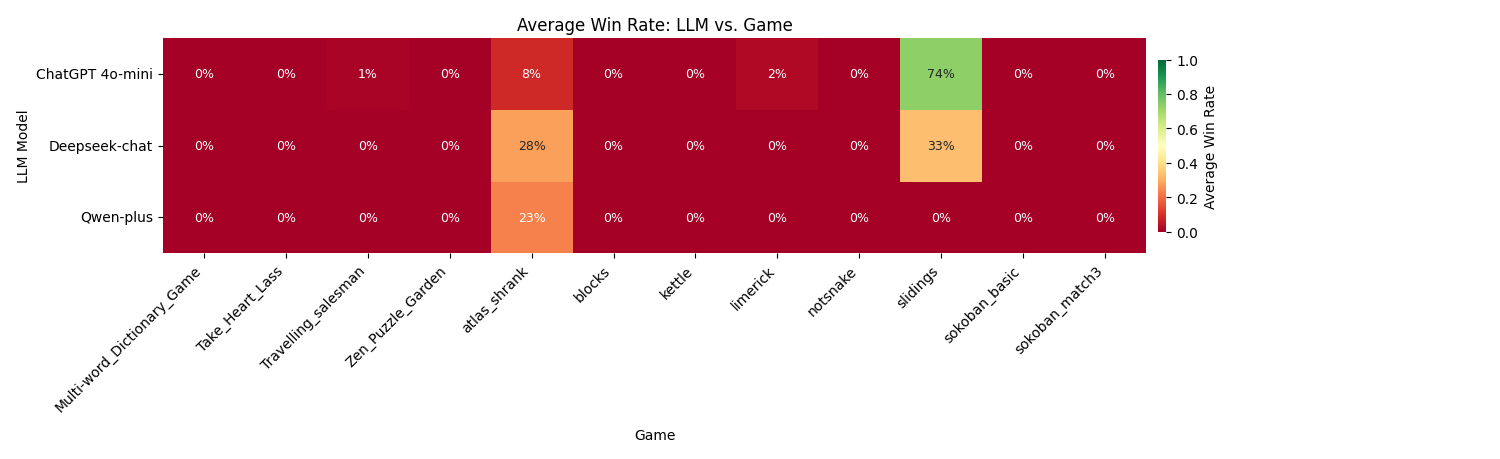 Average Win Rate: LLM vs. Game
LLM Model
ChatGPT 4o-mini 0% 0% 1% 0% 8% 0% 0% 2% 0% 74% 0% 0%
Deepseek-chat 0% 0% 0% 0% 28% 0% 0% 0% 0% 33% 0% 0%
Qwen-plus 0% 0% 0% 0% 23% 0% 0% 0% 0% 0% 0% 0%
Multi-word_Dictionary_Game
Take_Heart_Lass
Travelling_salesman
Zen_Puzzle_Garden
atlas_shrank
blocks
kettle
limerick
notsnake
slidings
sokoban_basic
sokoban_match3
Game
1.0
0.8
0.6
0.4
0.2
0.0
Average Win Rate